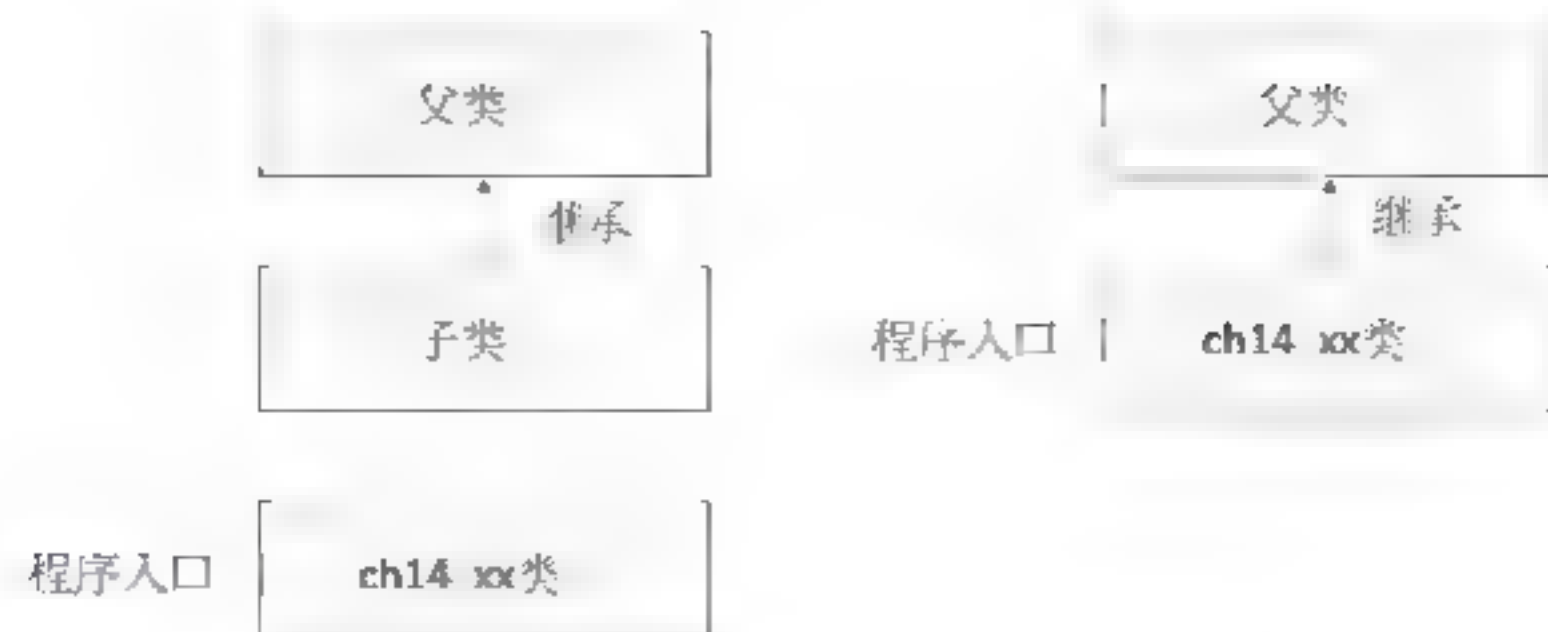 父类
父类
继承
继承
子类
程序入口
ch14 xx类
程序入口
ch14 xx类